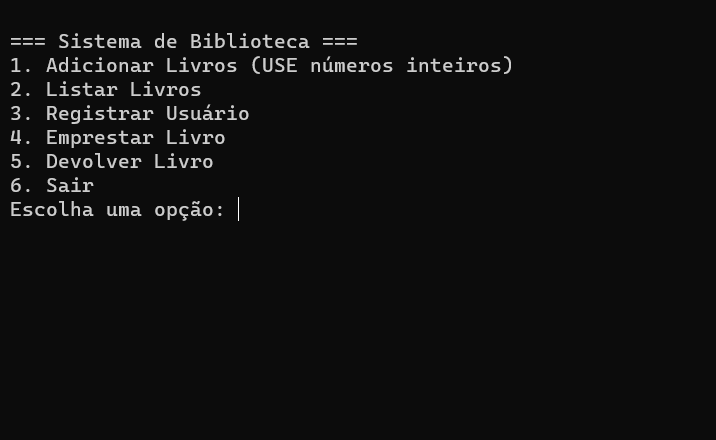 === Sistema de Biblioteca ===
1. Adicionar Livros (USE números inteiros)
2. Listar Livros
3. Registrar Usuário
4. Emprestar Livro
5. Devolver Livro
6. Sair
Escolha uma opção: